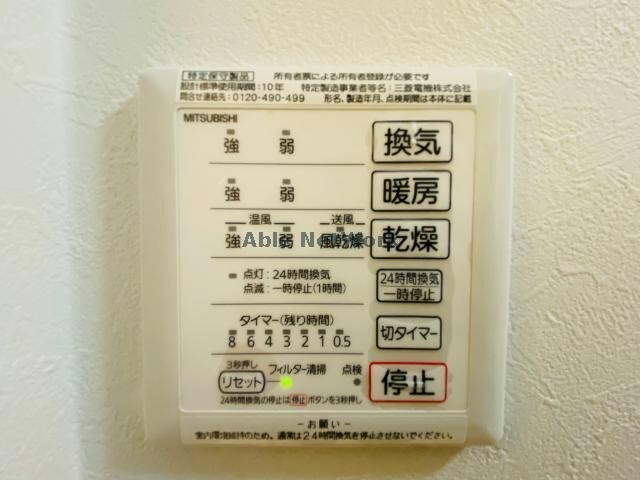 特定保守製品 所有者票による所有者登録が必要です
設計標準使用期間:10年 特定製造事業者等名:三菱電機株式会社
問合せ連絡先:0120-490-499 形名、製造年月、点検期間は本体に記載
MITSUBISHI
強 弱 換気
強 弱 暖房
温風 送風
強 弱 風乾燥 乾燥
Able Network
点灯:24時間換気
点滅:一時停止(1時間)
24時間換気
一時停止
タイマー(残り時間)
8 6 4 3 2 1 0.5
切タイマー
3秒押し
リセット フィルター清掃 点検
停止
24時間換気の停止は停止ボタンを3秒押し
-お願い-
室内環境維持のため、通常は24時間換気を停止させないでください。